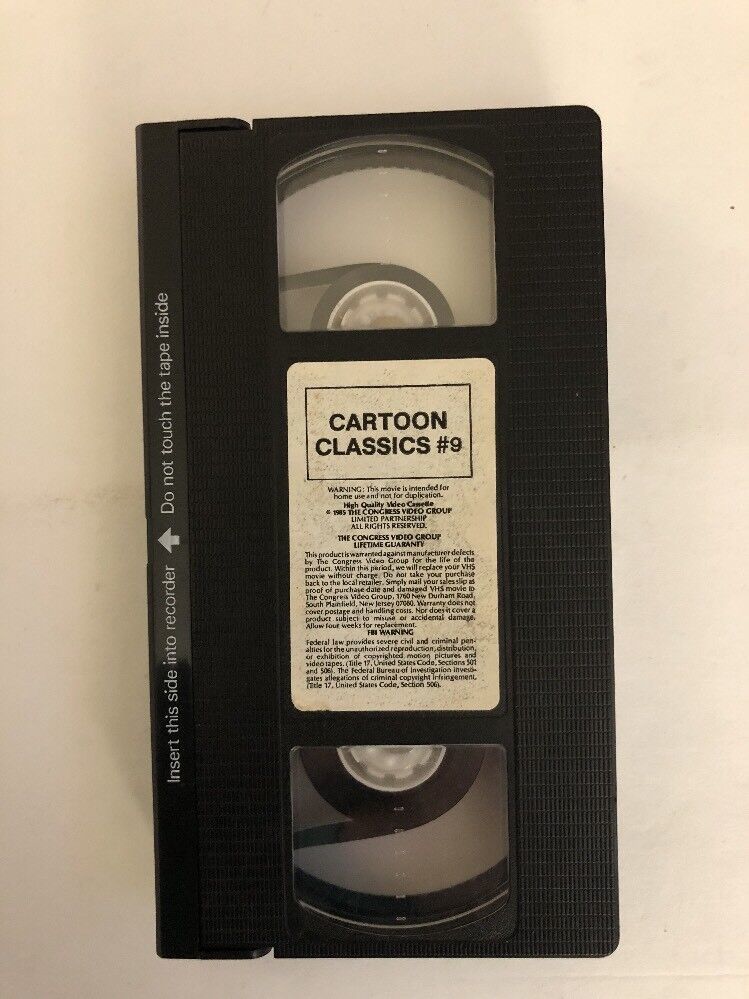 Insert this side into recorder Do not touch the tape inside
CARTOON
CLASSICS #9
WARNING: This movie is intended for
home use and not for duplication.
High Quality Video Cassette
© 1985 THE CONGRESS VIDEO GROUP
LIMITED PARTNERSHIP
ALL RIGHTS RESERVED.
THE CONGRESS VIDEO GROUP
LIFETIME GUARANTY
This product is warranted against manufacturer defects
by The Congress Video Group for the life of the
product. Within this period, we will replace your VHS
movie without charge. Do not take your purchase
back to the local retailer. Simply mail your sales slip as
proof of purchase date and damaged VHS movie to
The Congress Video Group, 1760 New Durham Road,
South Plainfield, New Jersey 07080. Warranty does not
cover postage and handling costs. Nor does it cover a
product subject to misuse or accidental damage.
Allow four weeks for replacement.
FBI WARNING
Federal law provides severe civil and criminal pen-
alties for the unauthorized reproduction, distribution,
or exhibition of copyrighted motion pictures and
video tapes, (Title 17, United States Code, Sections 501
and 506). The Federal Bureau of Investigation investi-
gates allegations of criminal copyright infringement,
(Title 17, United States Code, Section 506).